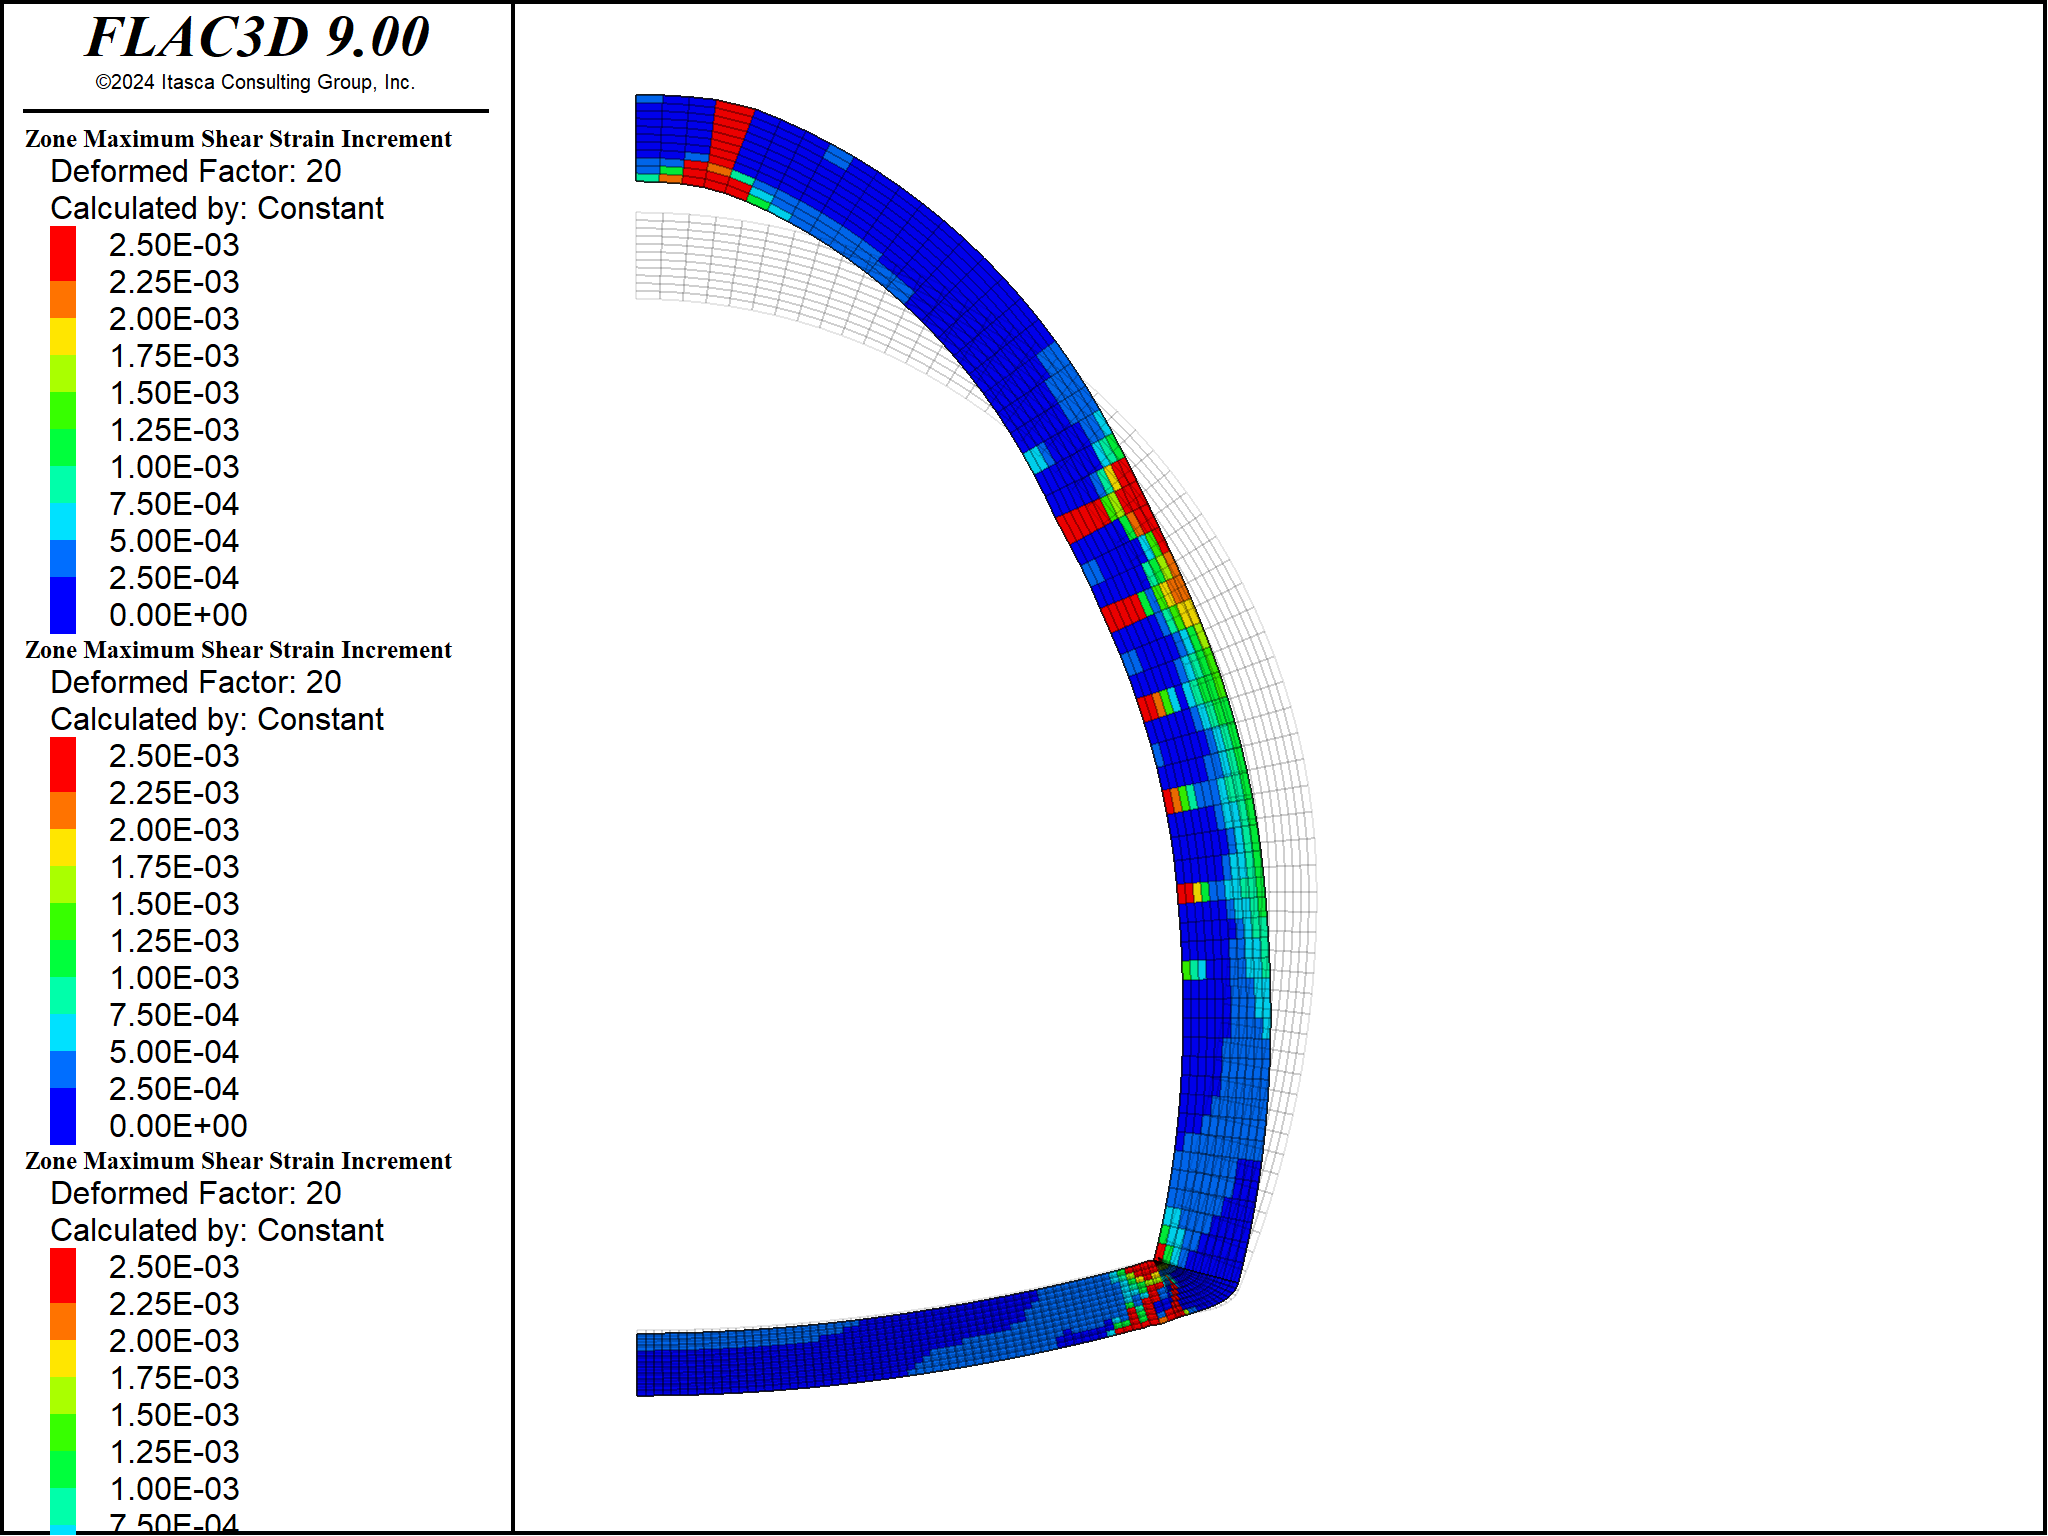 FLAC3D 9.00
©2024 Itasca Consulting Group, Inc.
Zone Maximum Shear Strain Increment
Deformed Factor: 20
Calculated by: Constant
2.50E-03
2.25E-03
2.00E-03
1.75E-03
1.50E-03
1.25E-03
1.00E-03
7.50E-04
5.00E-04
2.50E-04
0.00E+00
Zone Maximum Shear Strain Increment
Deformed Factor: 20
Calculated by: Constant
2.50E-03
2.25E-03
2.00E-03
1.75E-03
1.50E-03
1.25E-03
1.00E-03
7.50E-04
5.00E-04
2.50E-04
0.00E+00
Zone Maximum Shear Strain Increment
Deformed Factor: 20
Calculated by: Constant
2.50E-03
2.25E-03
2.00E-03
1.75E-03
1.50E-03
1.25E-03
1.00E-03
7.50E-04